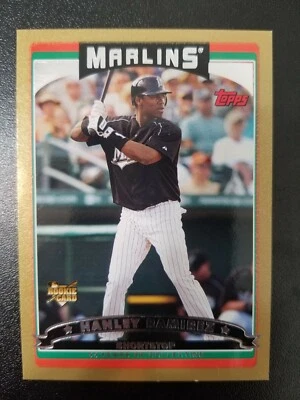 MARLINS
Topps
ROOKIE
CARD
HANLEY RAMIREZ
SHORTSTOP